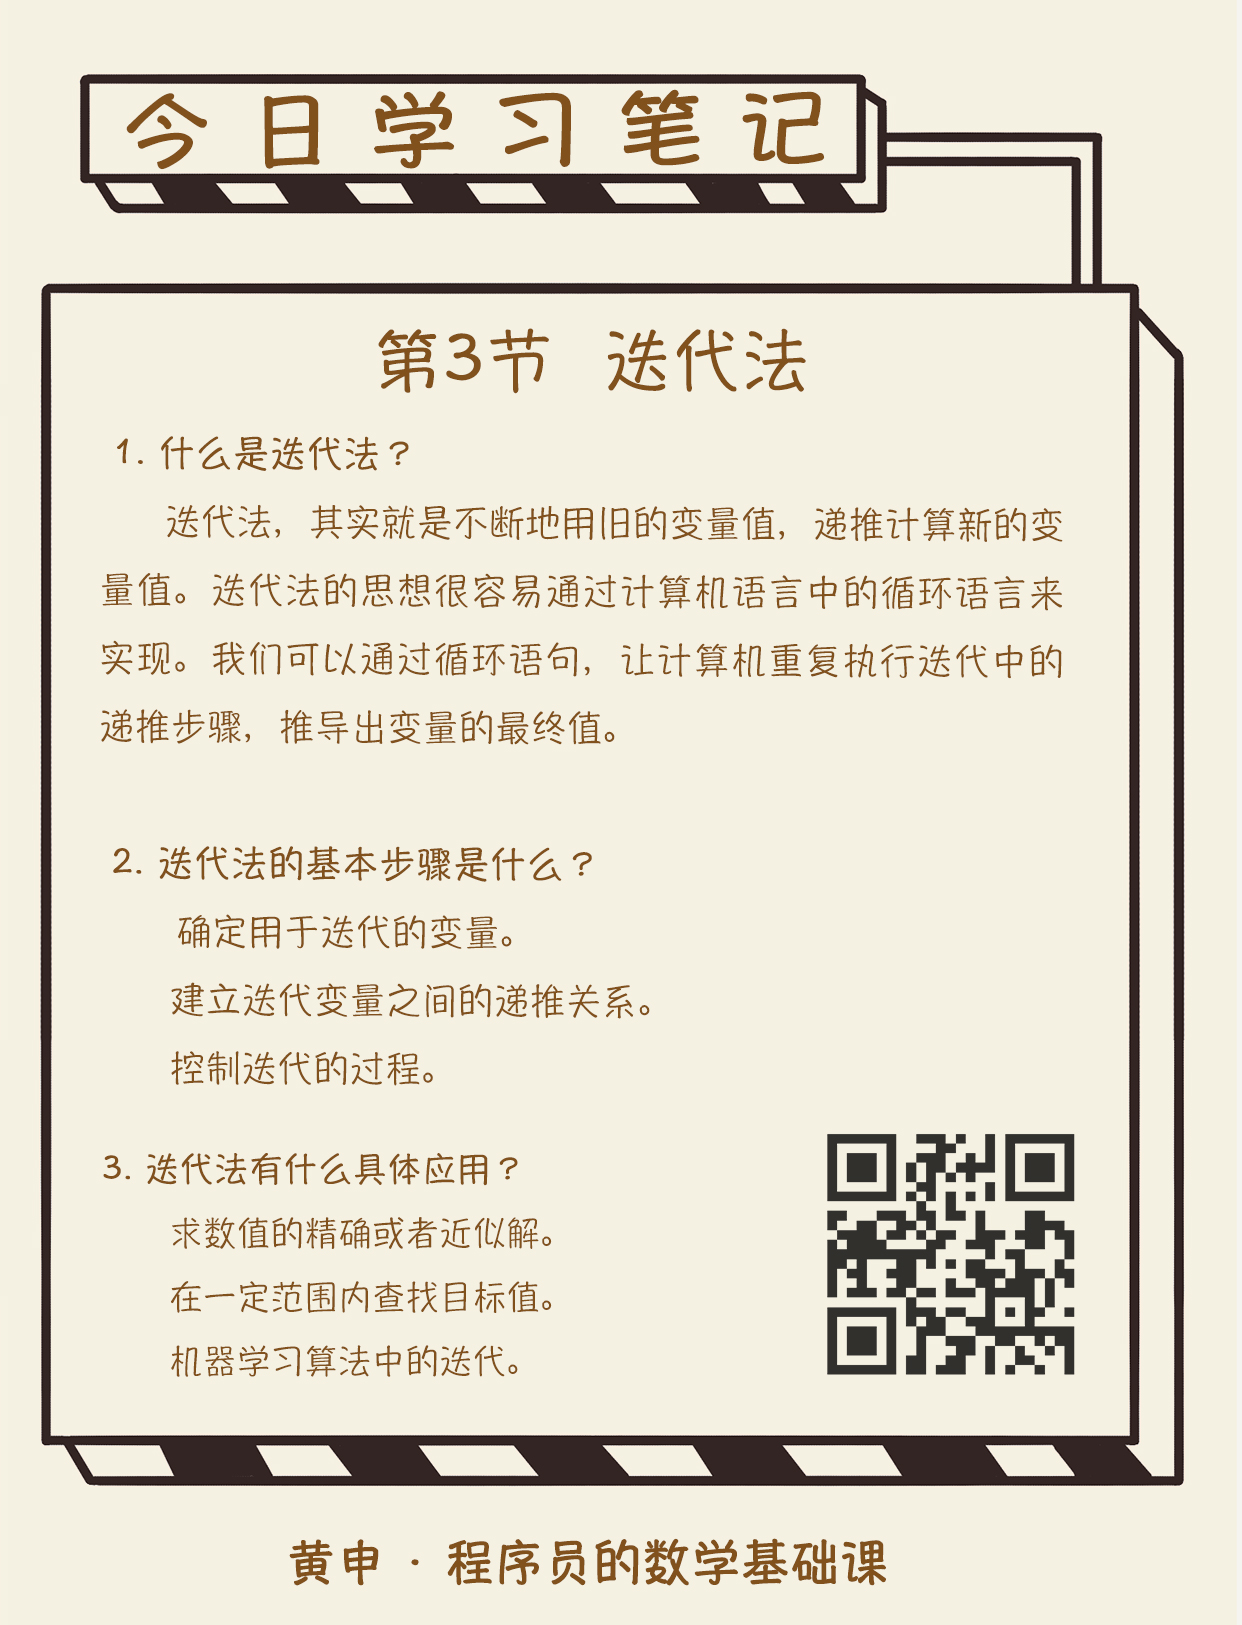 今日学习笔记
第3节 迭代法
1. 什么是迭代法?
迭代法，其实就是不断地用旧的变量值，递推计算新的变
量值。迭代法的思想很容易通过计算机语言中的循环语言来
实现。我们可以通过循环语句，让计算机重复执行迭代中的
递推步骤，推导出变量的最终值。
2. 迭代法的基本步骤是什么?
确定用于迭代的变量。
建立迭代变量之间的递推关系。
控制迭代的过程。
3. 迭代法有什么具体应用?
求数值的精确或者近似解。
在一定范围内查找目标值。
机器学习算法中的迭代。
黄申 · 程序员的数学基础课